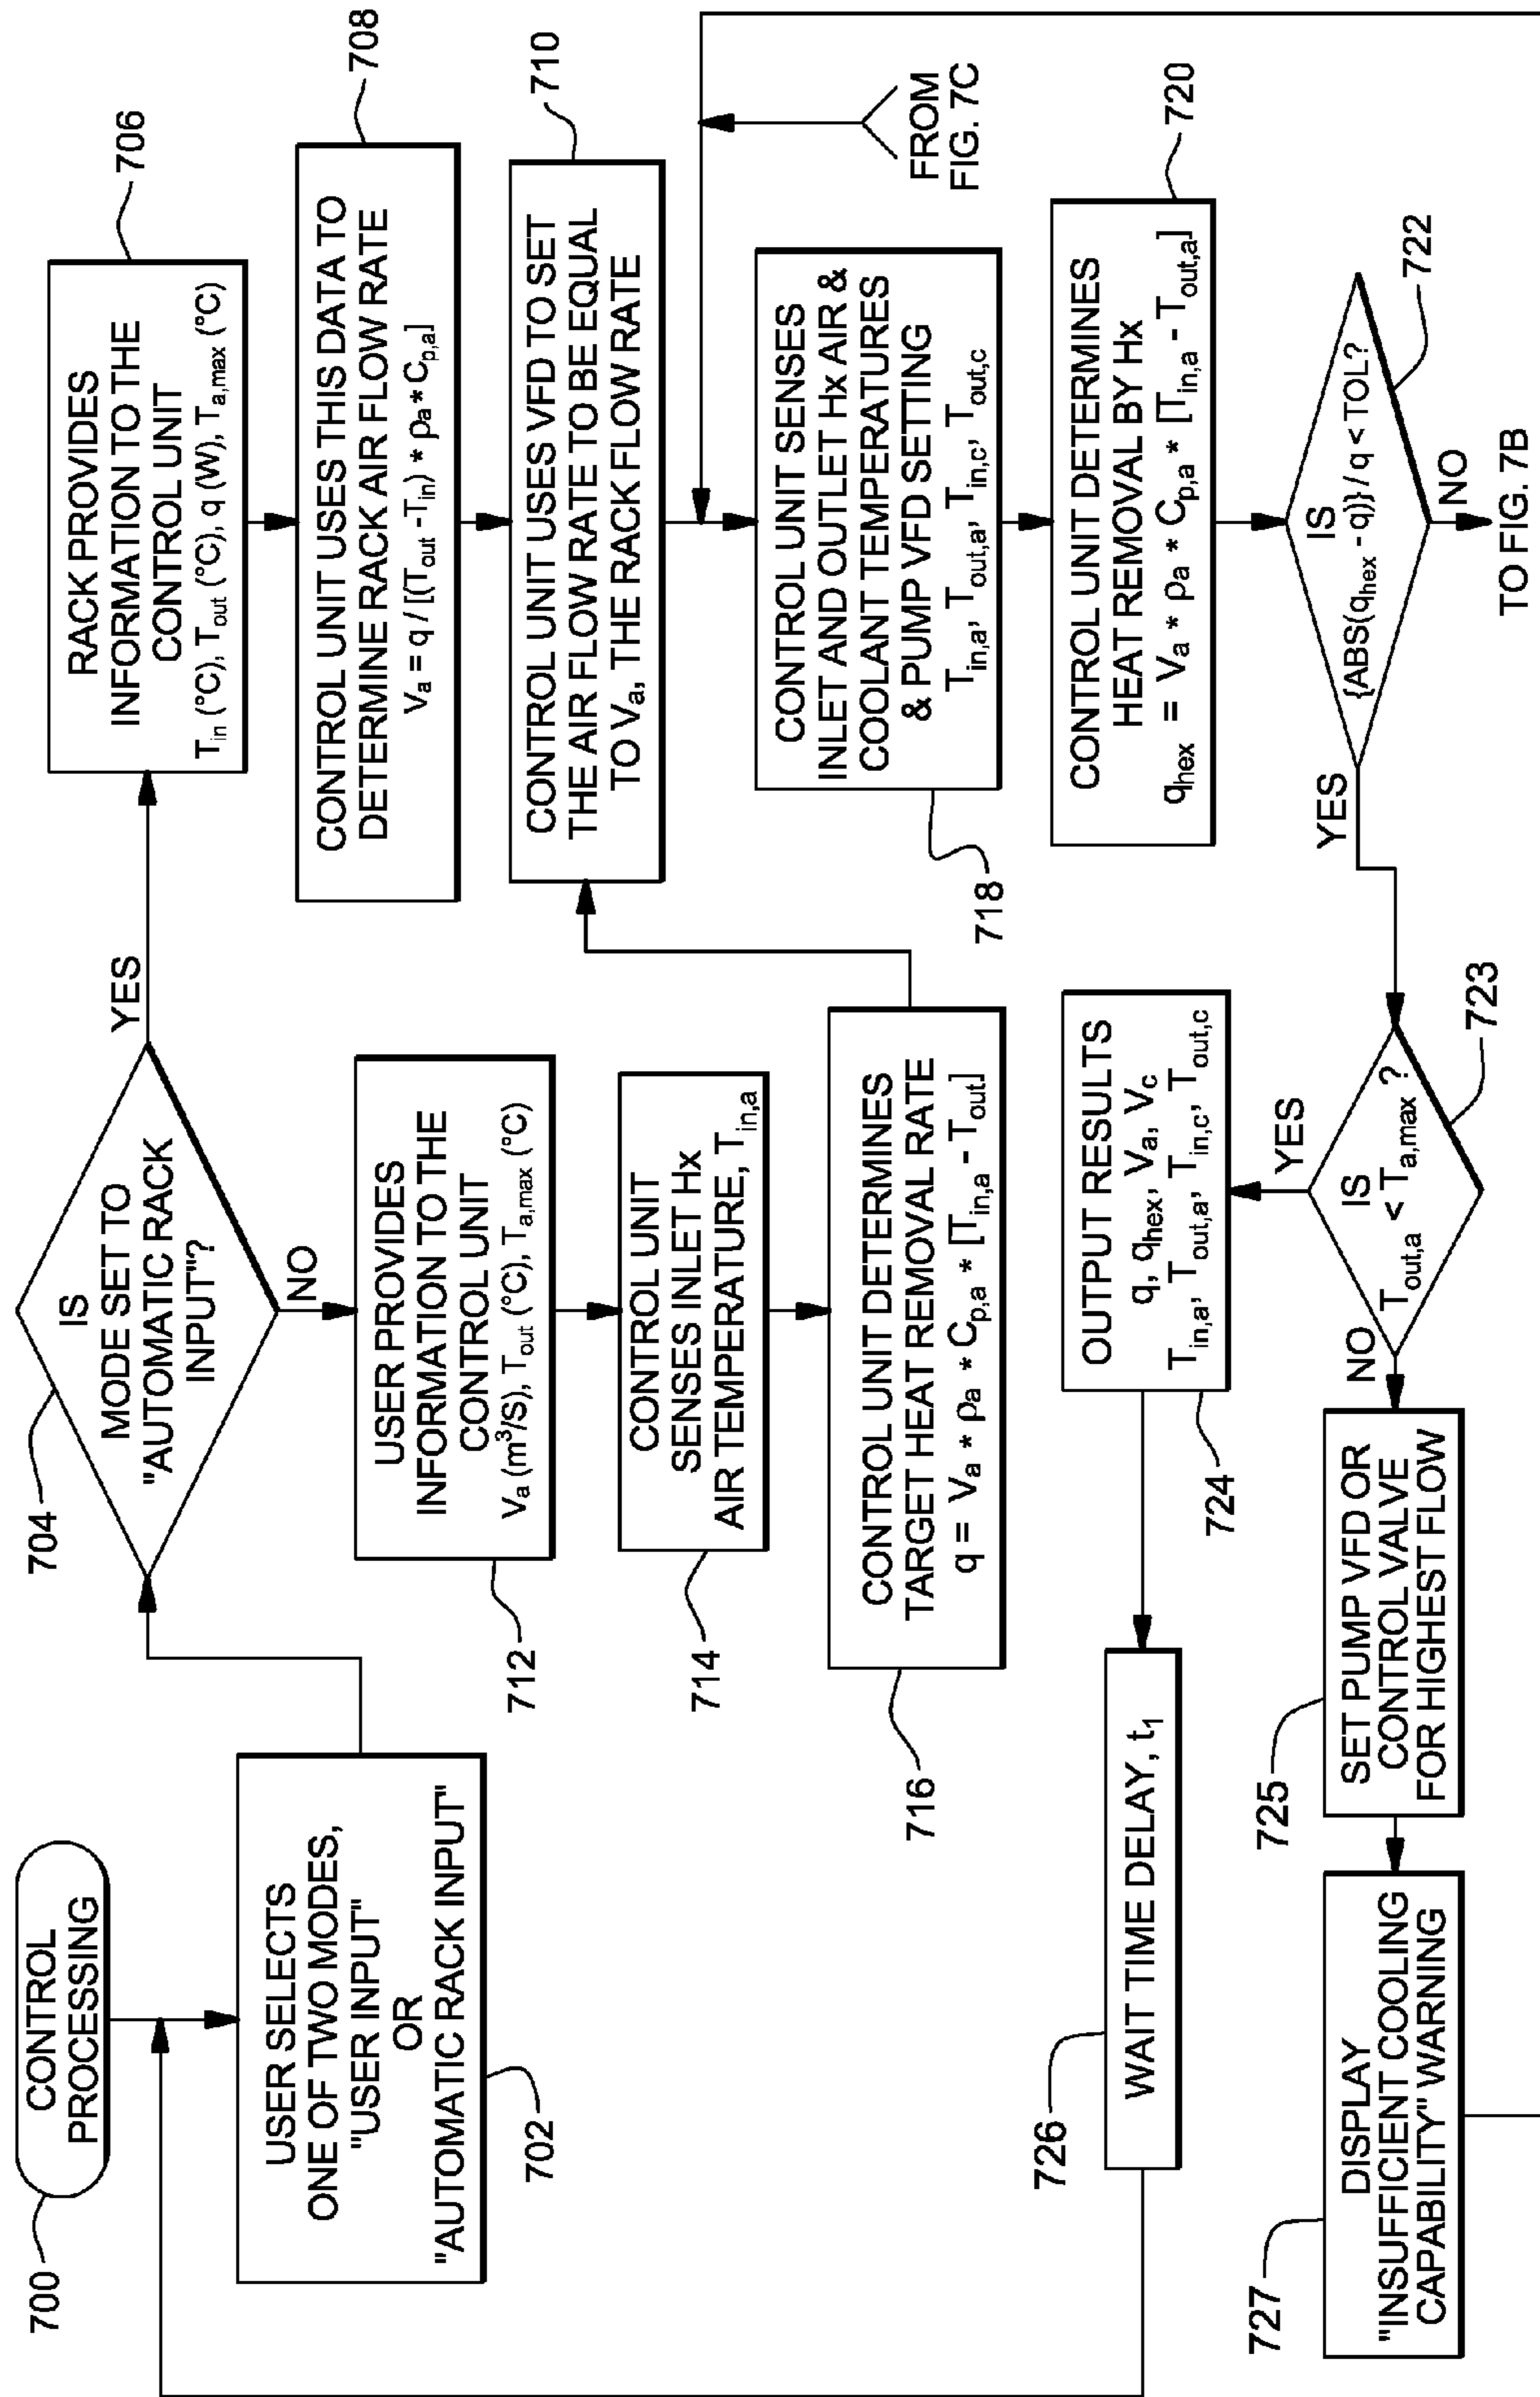 700
CONTROL
PROCESSING
USER SELECTS
ONE OF TWO MODES,
"USER INPUT"
OR
"AUTOMATIC RACK INPUT"
702
704
IS
MODE SET TO
"AUTOMATIC RACK
INPUT"?
YES
NO
RACK PROVIDES
INFORMATION TO THE
CONTROL UNIT
T_in (°C), T_out (°C), q (W), T_a,max (°C)
706
CONTROL UNIT USES THIS DATA TO
DETERMINE RACK AIR FLOW RATE
V_a = q / [(T_out - T_in) * ρ_a * C_p,a]
708
CONTROL UNIT USES VFD TO SET
THE AIR FLOW RATE TO BE EQUAL
TO V_a, THE RACK FLOW RATE
710
USER PROVIDES
INFORMATION TO THE
CONTROL UNIT
V_a (m³/S), T_out (°C), T_a,max (°C)
712
CONTROL UNIT
SENSES INLET Hx
AIR TEMPERATURE, T_in,a
714
CONTROL UNIT DETERMINES
TARGET HEAT REMOVAL RATE
q = V_a * ρ_a * C_p,a * [T_in,a - T_out]
716
FROM
FIG. 7C
CONTROL UNIT SENSES
INLET AND OUTLET Hx AIR &
COOLANT TEMPERATURES
& PUMP VFD SETTING
T_in,a, T_out,a, T_in,c, T_out,c
718
CONTROL UNIT DETERMINES
HEAT REMOVAL BY Hx
q_hex = V_a * ρ_a * C_p,a * [T_in,a - T_out,a]
720
IS
{ABS(q_hex - q)} / q < TOL?
722
YES
NO
TO FIG. 7B
IS
T_out,a < T_a,max ?
723
YES
NO
OUTPUT RESULTS
q, q_hex, V_a, V_c
T_in,a, T_out,a, T_in,c, T_out,c
724
WAIT TIME DELAY, t₁
726
SET PUMP VFD OR
CONTROL VALVE
FOR HIGHEST FLOW
725
DISPLAY
"INSUFFICIENT COOLING
CAPABILITY" WARNING
727